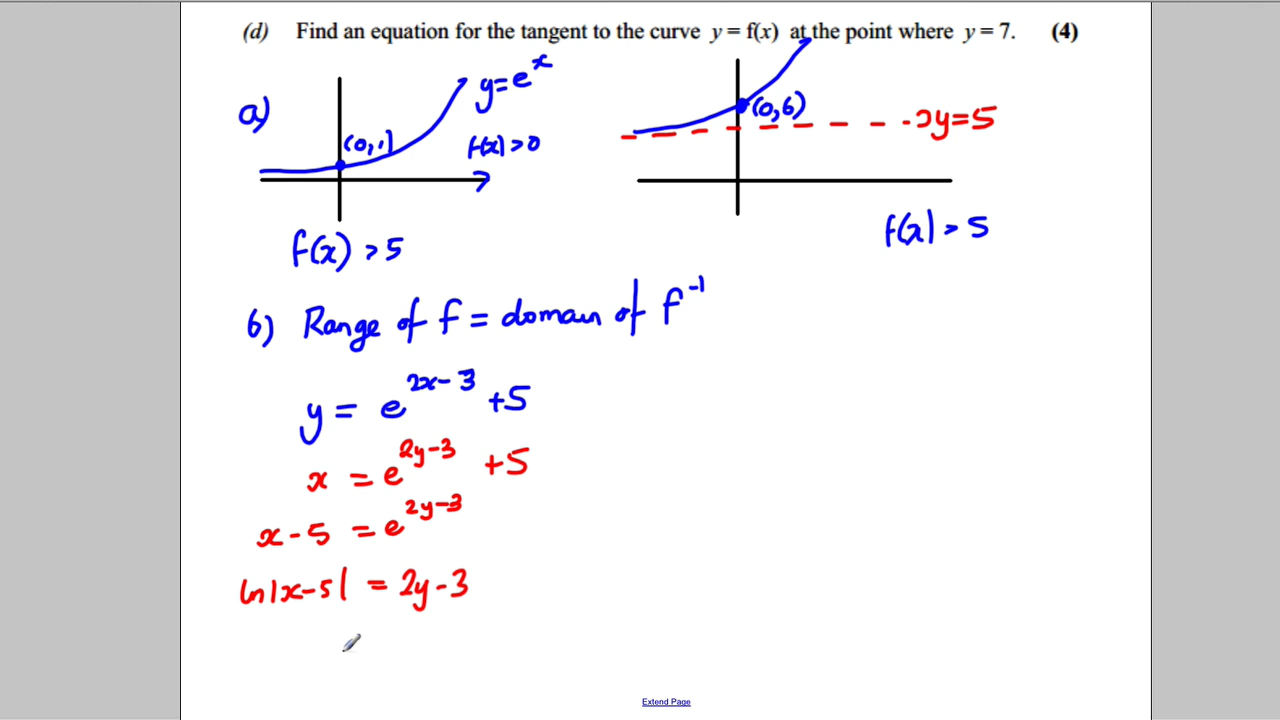 (d) Find an equation for the tangent to the curve y = f(x) at the point where y = 7. (4)
a)
y=e^x
(0,1)
f(x)>0
(0,6)
y=5
f(x) > 5
f(x) > 5
b) Range of f = domain of f^-1
y = e^{2x-3} +5
x = e^{2y-3} +5
x-5 = e^{2y-3}
ln|x-5| = 2y-3
Extend Page